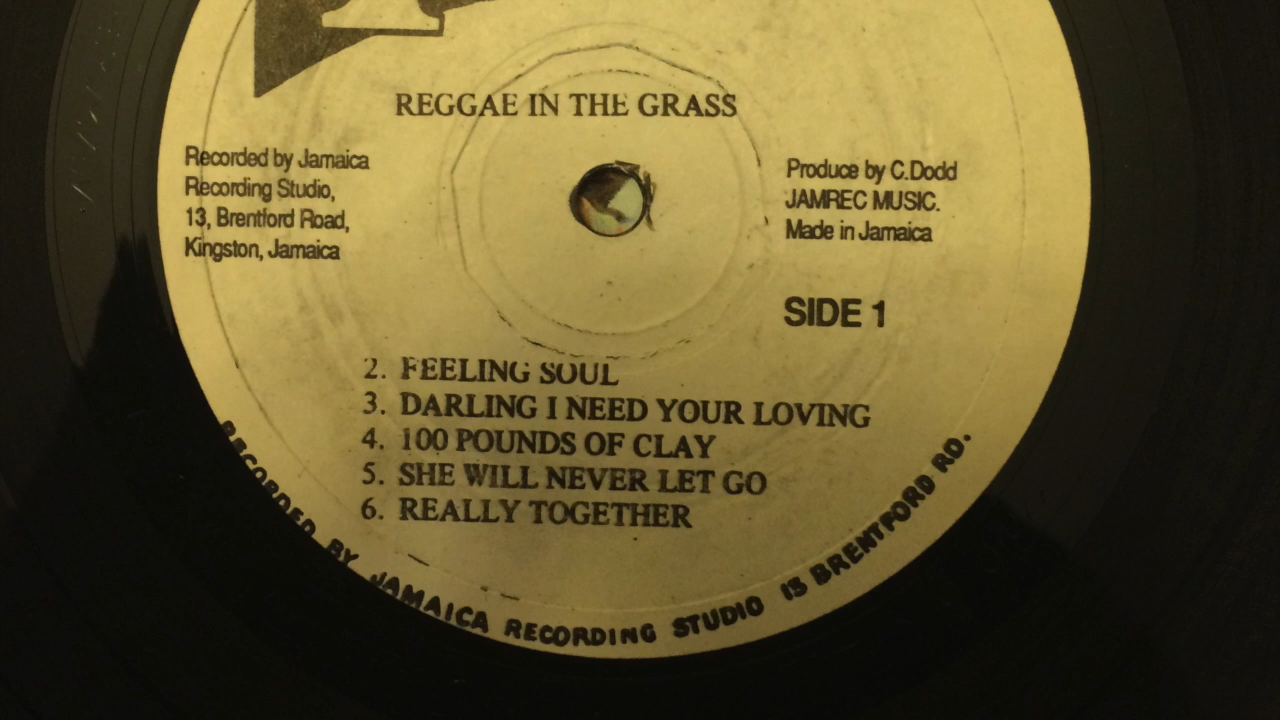 REGGAE IN THE GRASS
Recorded by Jamaica
Recording Studio,
13, Brentford Road,
Kingston, Jamaica
Produce by C.Dodd
JAMREC MUSIC.
Made in Jamaica
SIDE 1
2. FEELING SOUL
3. DARLING I NEED YOUR LOVING
4. 100 POUNDS OF CLAY
5. SHE WILL NEVER LET GO
6. REALLY TOGETHER
RECORDED BY JAMAICA RECORDING STUDIO 13 BRENTFORD RD.